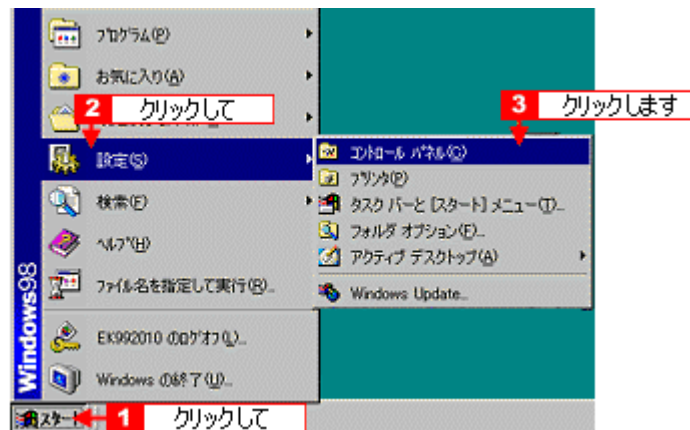 プログラム(P)
お気に入り(A)
2 クリックして
設定(S)
検索(F)
ヘルプ(H)
ファイル名を指定して実行(R)...
EK992010 のログオフ(L)...
Windows の終了(U)...
Windows98
スタート
1 クリックして
3 クリックします
コントロール パネル(C)
プリンタ(P)
タスク バーと [スタート] メニュー(T)...
フォルダ オプション(F)...
アクティブ デスクトップ(A)
Windows Update...